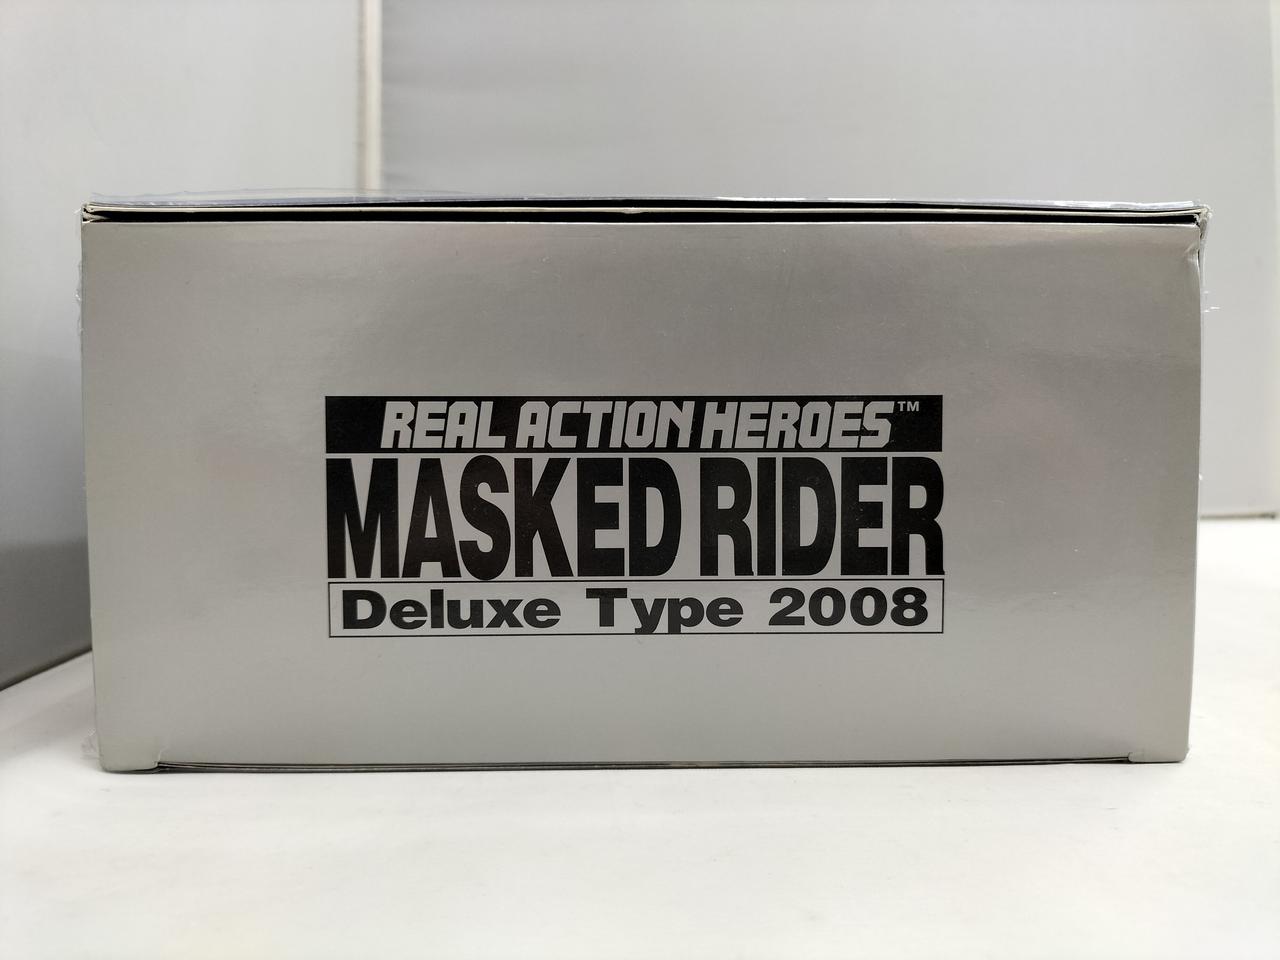 REAL ACTION HEROES™
MASKED RIDER
Deluxe Type 2008